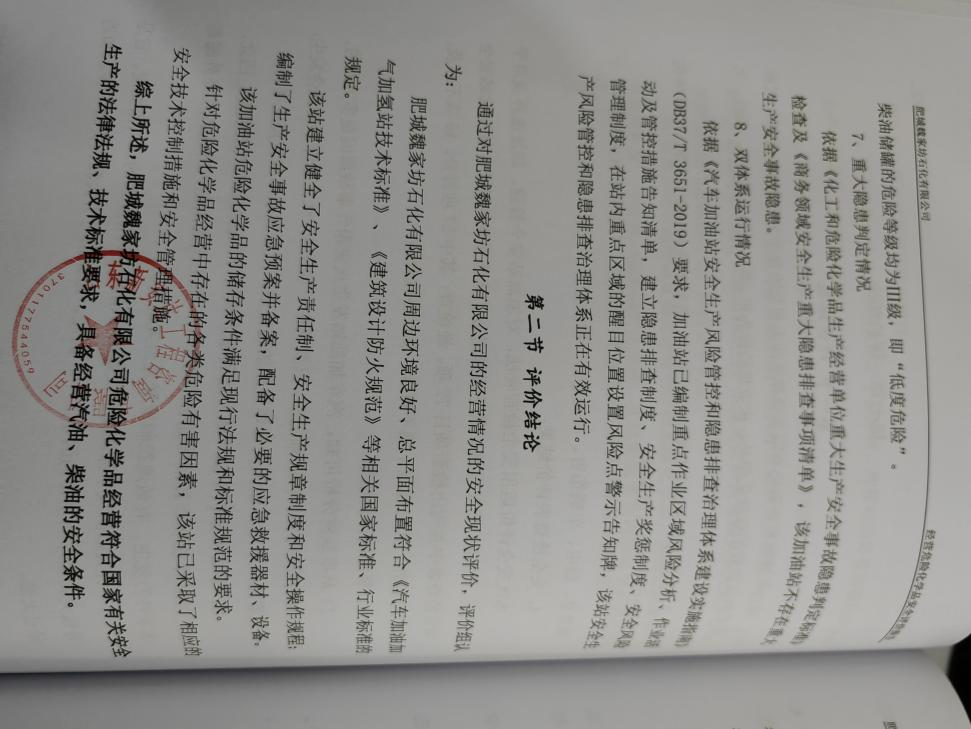 肥城魏家坊石化有限公司
经营危险化学品安全评价报告
柴油储罐的危险等级均为III级，即“低度危险”。
7、重大隐患判定情况
依据《化工和危险化学品生产经营单位重大生产安全事故隐患判定标准
检查及《商务领域安全生产重大隐患排查事项清单》，该加油站不存在重大
生产安全事故隐患。
8、双体系运行情况
依据《汽车加油站安全生产风险管控和隐患排查治理体系建设实施指南》
（DB37/T 3651-2019）要求，加油站已编制重点作业区域风险分析、作业活
动及管控措施告知清单，建立隐患排查制度、安全生产奖惩制度、安全风险
管理制度，在站内重点区域的醒目位置设置风险点警示告知牌，该站安全生
产风险管控和隐患排查治理体系正在有效运行。
第二节 评价结论
通过对肥城魏家坊石化有限公司的经营情况的安全现状评价，评价组认
为：
肥城魏家坊石化有限公司周边环境良好、总平面布置符合《汽车加油加
气加氢站技术标准》、《建筑设计防火规范》等相关国家标准、行业标准的
规定。
该站建立健全了安全生产责任制、安全生产规章制度和安全操作规程；
编制了生产安全事故应急预案并备案，配备了必要的应急救援器材、设备。
该加油站危险化学品的储存条件满足现行法规和标准规范的要求。
针对危险化学品经营中存在的各类危险有害因素，该站已采取了相应的
安全技术控制措施和安全管理措施。
综上所述，肥城魏家坊石化有限公司危险化学品经营符合国家有关安全
生产的法律法规、技术标准要求，具备经营汽油、柴油的安全条件。
3701177544059